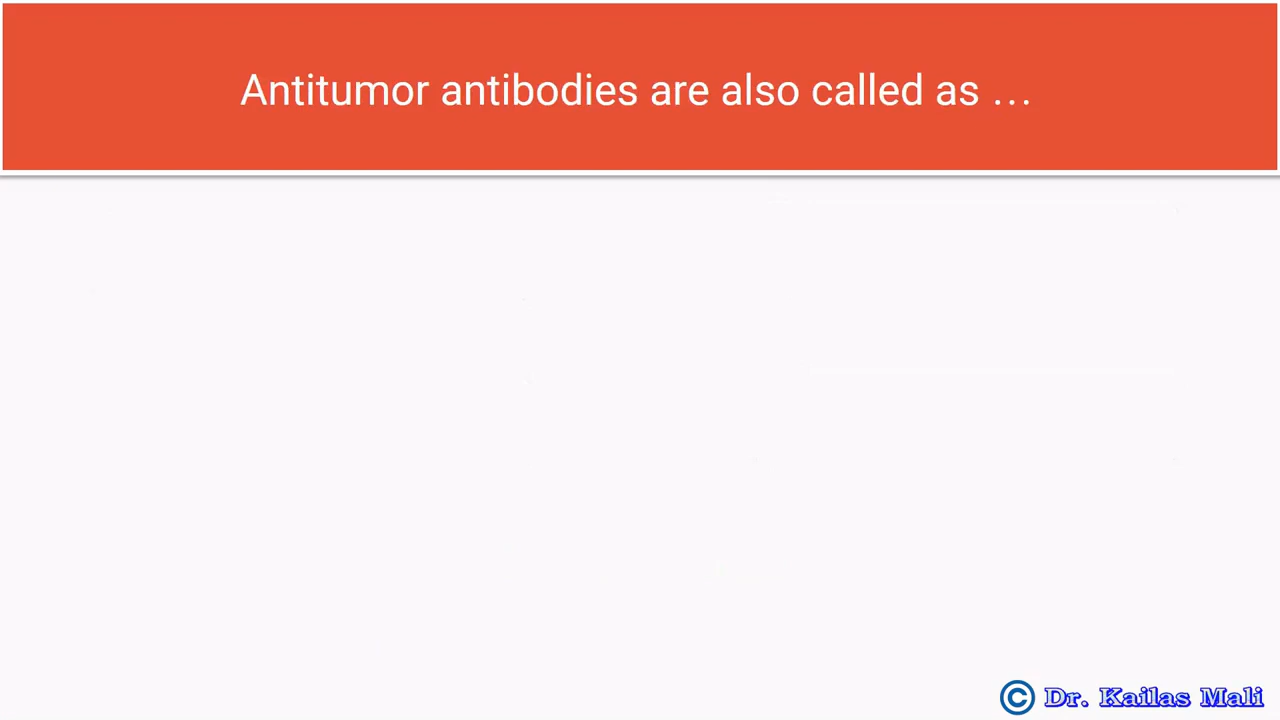 Antitumor antibodies are also called as …
© Dr. Kailas Mali